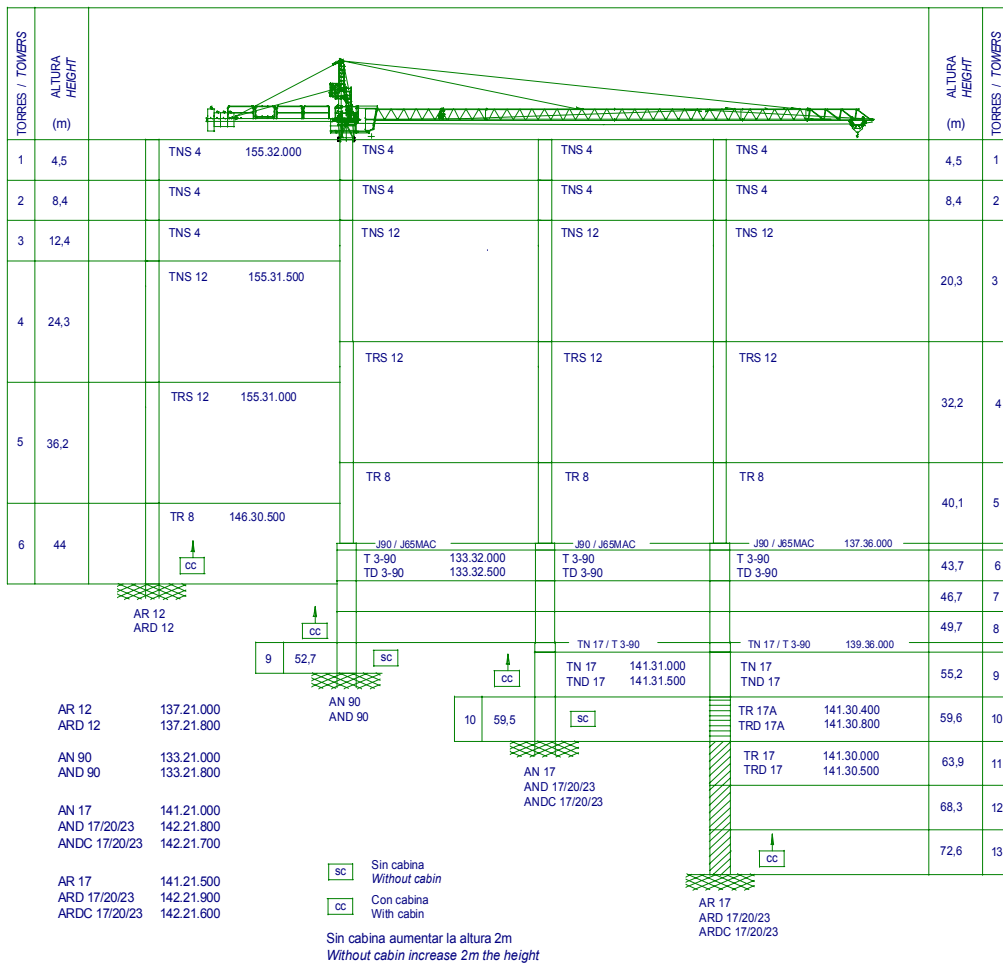 TORRES / TOWERS
ALTURA
HEIGHT
(m)
ALTURA
HEIGHT
(m)
TORRES / TOWERS
1 4,5 TNS 4 155.32.000 TNS 4 TNS 4 TNS 4 4,5 1
2 8,4 TNS 4 TNS 4 TNS 4 TNS 4 8,4 2
3 12,4 TNS 4 TNS 12 TNS 12 TNS 12
TNS 12 155.31.500 20,3 3
4 24,3
TRS 12 TRS 12 TRS 12
TRS 12 155.31.000 32,2 4
5 36,2
TR 8 TR 8 TR 8
40,1 5
TR 8 146.30.500
6 44
J90 / J65MAC J90 / J65MAC J90 / J65MAC 137.36.000
T 3-90 133.32.000 T 3-90 T 3-90 43,7 6
TD 3-90 133.32.500 TD 3-90 TD 3-90
CC
46,7 7
AR 12
ARD 12
CC
49,7 8
TN 17 / T 3-90 TN 17 / T 3-90 139.36.000
9 52,7 SC
CC
TN 17 141.31.000 TN 17 55,2 9
TND 17 141.31.500 TND 17
AN 90
AND 90
10 59,5 SC
TR 17A 141.30.400 59,6 10
TRD 17A 141.30.800
TR 17 141.30.000 63,9 11
TRD 17 141.30.500
AN 17
AND 17/20/23
ANDC 17/20/23
68,3 12
CC
72,6 13
AR 17
ARD 17/20/23
ARDC 17/20/23
AR 12 137.21.000
ARD 12 137.21.800
AN 90 133.21.000
AND 90 133.21.800
AN 17 141.21.000
AND 17/20/23 142.21.800
ANDC 17/20/23 142.21.700
AR 17 141.21.500
ARD 17/20/23 142.21.900
ARDC 17/20/23 142.21.600
SC Sin cabina
Without cabin
CC Con cabina
With cabin
Sin cabina aumentar la altura 2m
Without cabin increase 2m the height